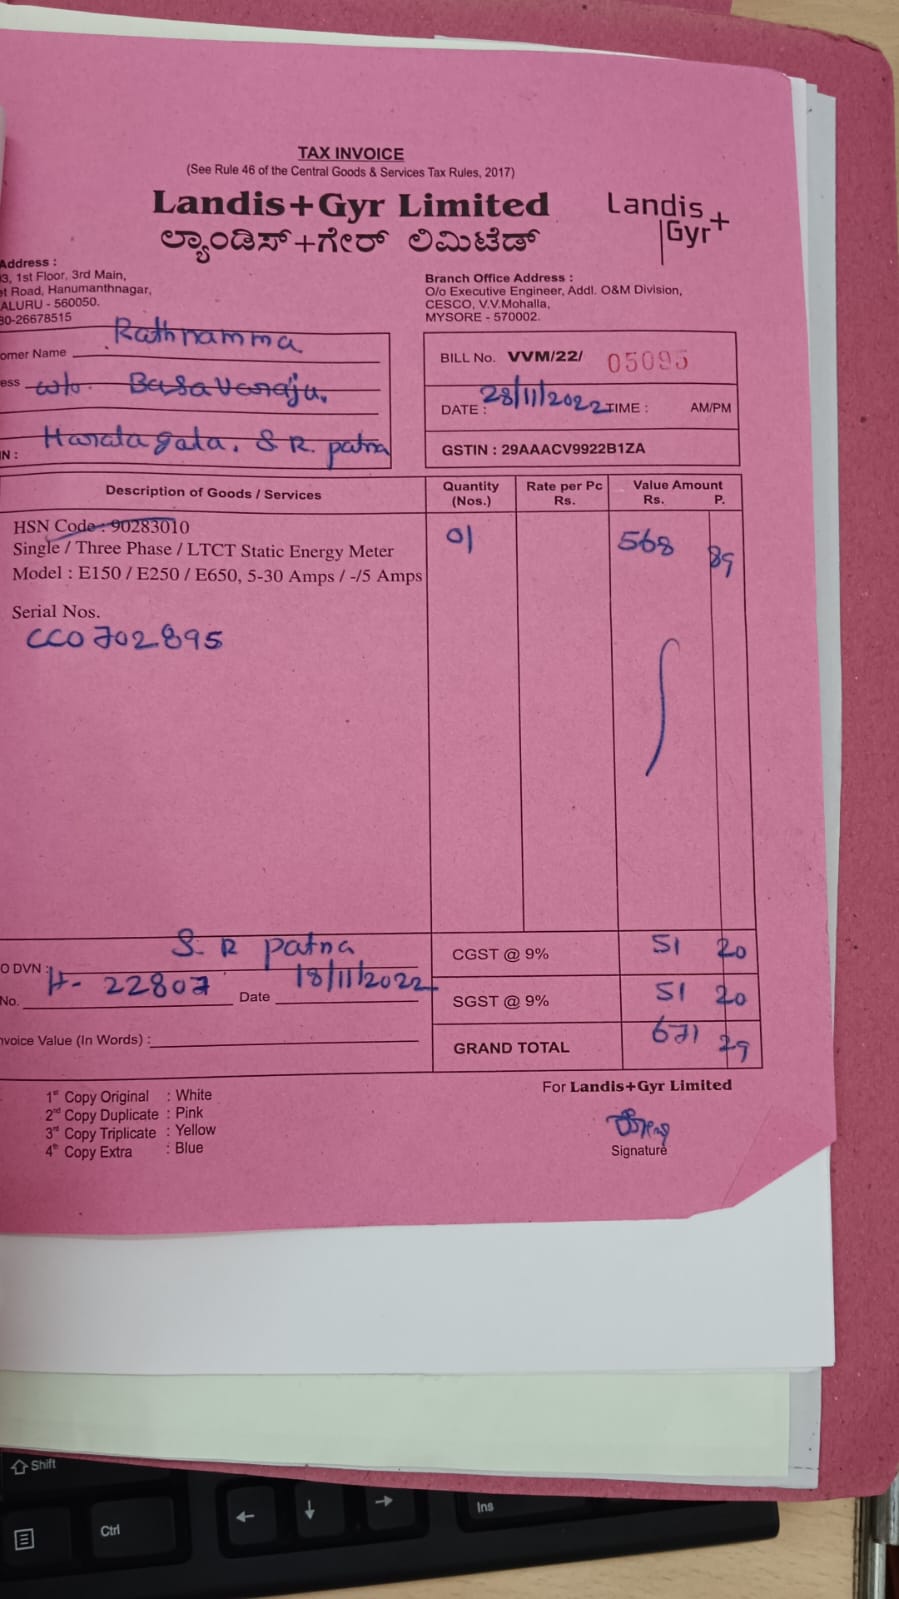 TAX INVOICE
(See Rule 46 of the Central Goods & Services Tax Rules, 2017)
Landis+Gyr Limited
Landis
Gyr+
ಲ್ಯಾಂಡಿಸ್+ಗೇರ್ ಲಿಮಿಟೆಡ್
Address :
3, 1st Floor, 3rd Main,
t Road, Hanumanthnagar,
ALURU - 560050.
80-26678515
Branch Office Address :
O/o Executive Engineer, Addl. O&M Division,
CESCO, V.V.Mohalla,
MYSORE - 570002.
omer Name Rathnamma
ess w/o. Basavaraju.
N : S R. patna
BILL No. VVM/22/ 05095
DATE : 28/11/2022 TIME : AM/PM
GSTIN : 29AAACV9922B1ZA
Description of Goods / Services
Quantity (Nos.)
Rate per Pc Rs.
Value Amount Rs. P.
HSN Code : 90283010
Single / Three Phase / LTCT Static Energy Meter
Model : E150 / E250 / E650, 5-30 Amps / -/5 Amps
01 568 89
Serial Nos.
CC0702895
O DVN : S R patna
No. H- 22807 Date 18/11/2022
nvoice Value (In Words) :
CGST @ 9% 51 20
SGST @ 9% 51 20
GRAND TOTAL 671 29
1st Copy Original : White
2nd Copy Duplicate : Pink
3rd Copy Triplicate : Yellow
4th Copy Extra : Blue
For Landis+Gyr Limited
Signature
Shift
Ctrl
Ins